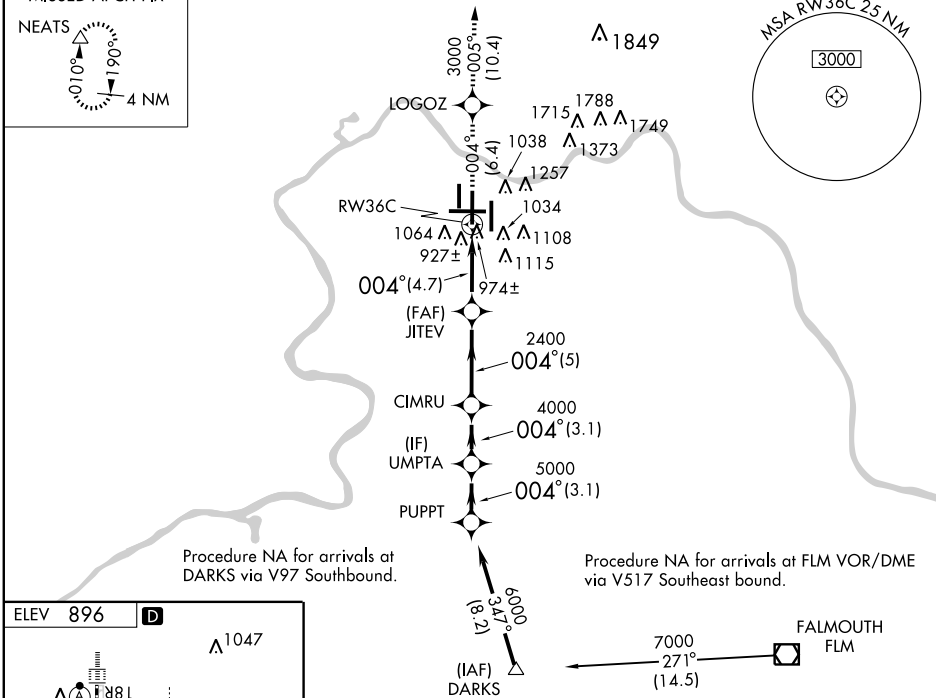 NEATS
010°
190°
4 NM
3000
005°
(10.4)
1849
MSA RW36C 25 NM
3000
LOGOZ
1715
1788
1749
1373
004°
(6.4)
1038
1257
RW36C
1034
1064
1108
927±
1115
004°(4.7)
974±
(FAF)
JITEV
2400
004°(5)
CIMRU
4000
004°(3.1)
(IF)
UMPTA
5000
004°(3.1)
PUPPT
Procedure NA for arrivals at
DARKS via V97 Southbound.
Procedure NA for arrivals at FLM VOR/DME
via V517 Southeast bound.
6000
347°
(8.2)
(IAF)
DARKS
7000
271°
(14.5)
FALMOUTH
FLM
ELEV 896
D
1047
18R